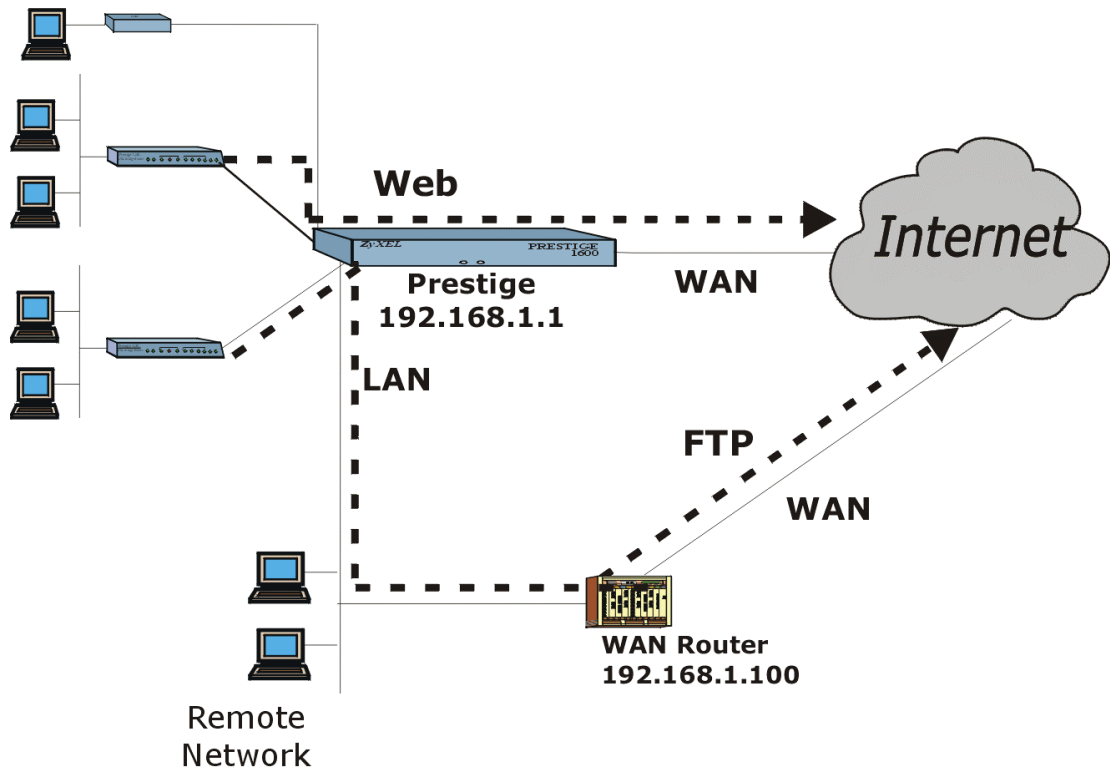 Web
Internet
ZyXEL
PRESTIGE
1600
WAN
Prestige
192.168.1.1
LAN
FTP
WAN
WAN Router
192.168.1.100
Remote
Network